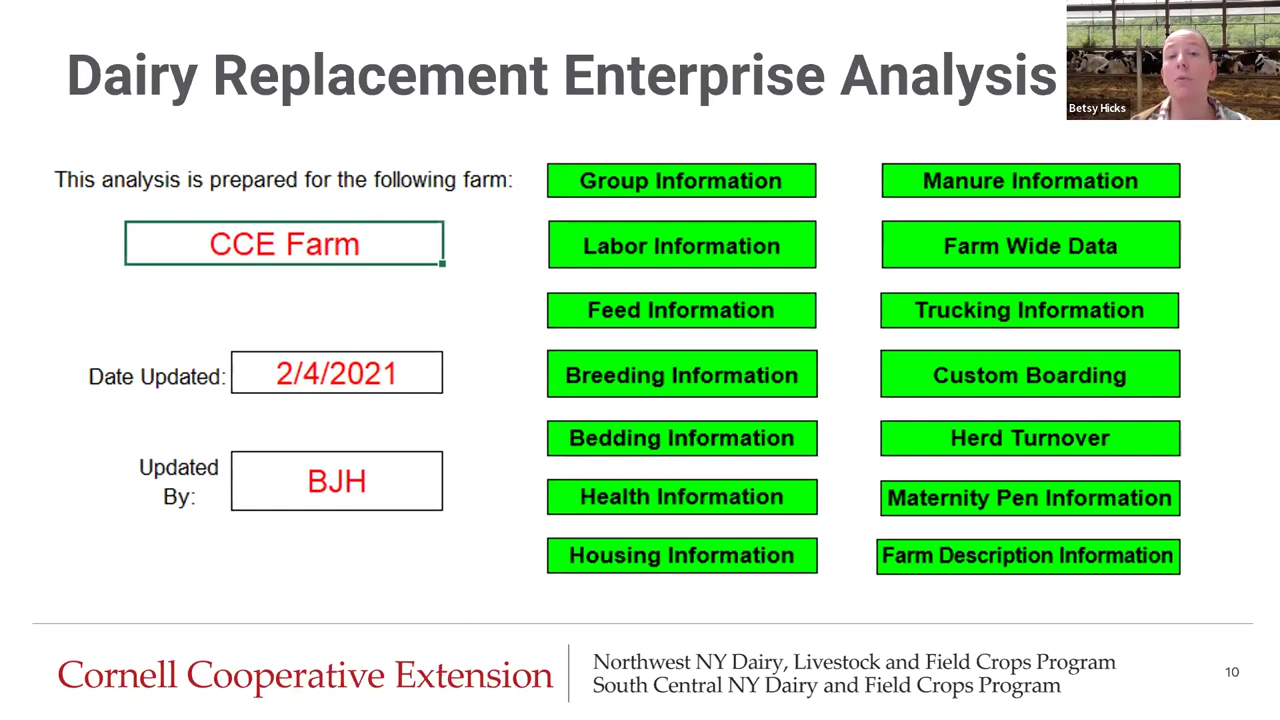 Dairy Replacement Enterprise Analysis
Betsy Hicks
This analysis is prepared for the following farm:
CCE Farm
Date Updated: 2/4/2021
Updated
By:
BJH
Group Information
Labor Information
Feed Information
Breeding Information
Bedding Information
Health Information
Housing Information
Manure Information
Farm Wide Data
Trucking Information
Custom Boarding
Herd Turnover
Maternity Pen Information
Farm Description Information
Cornell Cooperative Extension
Northwest NY Dairy, Livestock and Field Crops Program
South Central NY Dairy and Field Crops Program
10